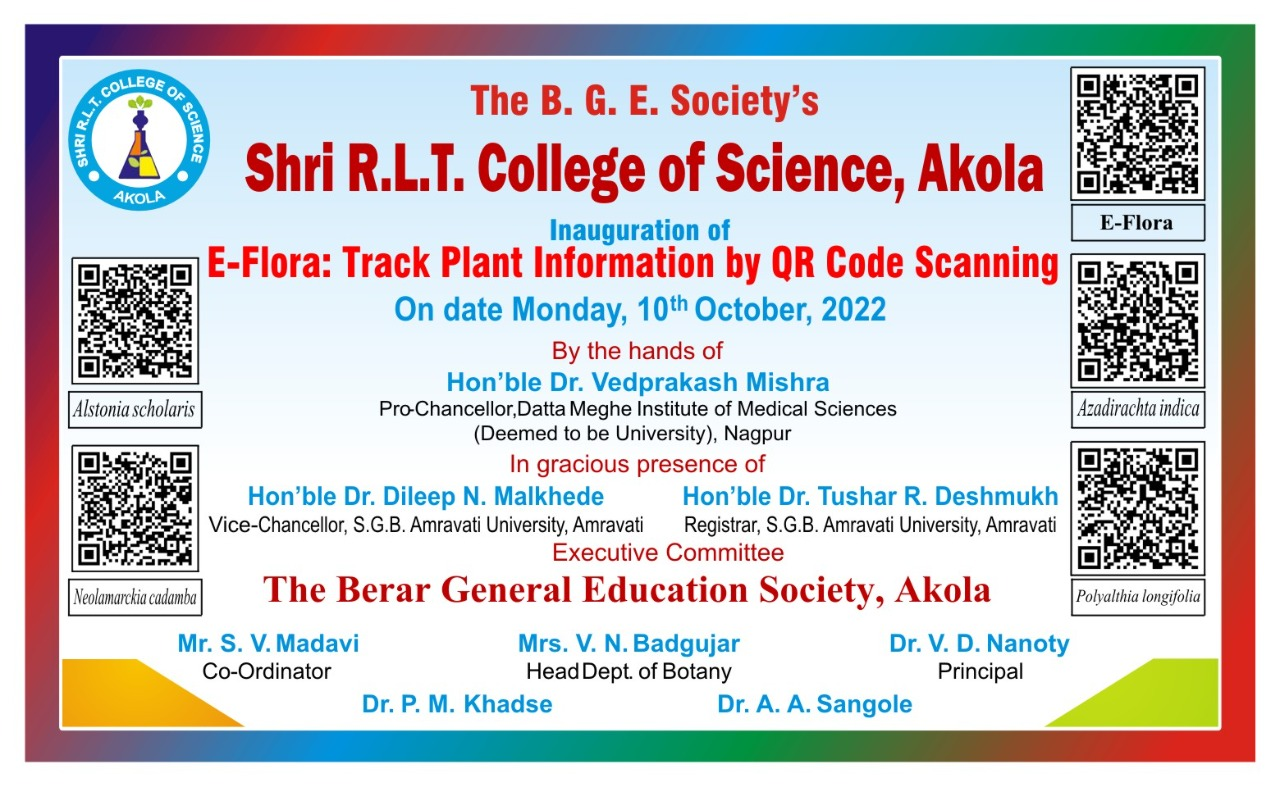 SHRI R.L.T. COLLEGE OF SCIENCE
AKOLA
The B. G. E. Society's
Shri R.L.T. College of Science, Akola
Inauguration of
E-Flora: Track Plant Information by QR Code Scanning
On date Monday, 10th October, 2022
By the hands of
Hon'ble Dr. Vedprakash Mishra
Pro-Chancellor,Datta Meghe Institute of Medical Sciences
(Deemed to be University), Nagpur
In gracious presence of
Hon'ble Dr. Dileep N. Malkhede
Vice-Chancellor, S.G.B. Amravati University, Amravati
Hon'ble Dr. Tushar R. Deshmukh
Registrar, S.G.B. Amravati University, Amravati
Executive Committee
The Berar General Education Society, Akola
Mr. S. V. Madavi
Co-Ordinator
Mrs. V. N. Badgujar
Head Dept. of Botany
Dr. V. D. Nanoty
Principal
Dr. P. M. Khadse
Dr. A. A. Sangole
Alstonia scholaris
Neolamarckia cadamba
E-Flora
Azadirachta indica
Polyalthia longifolia